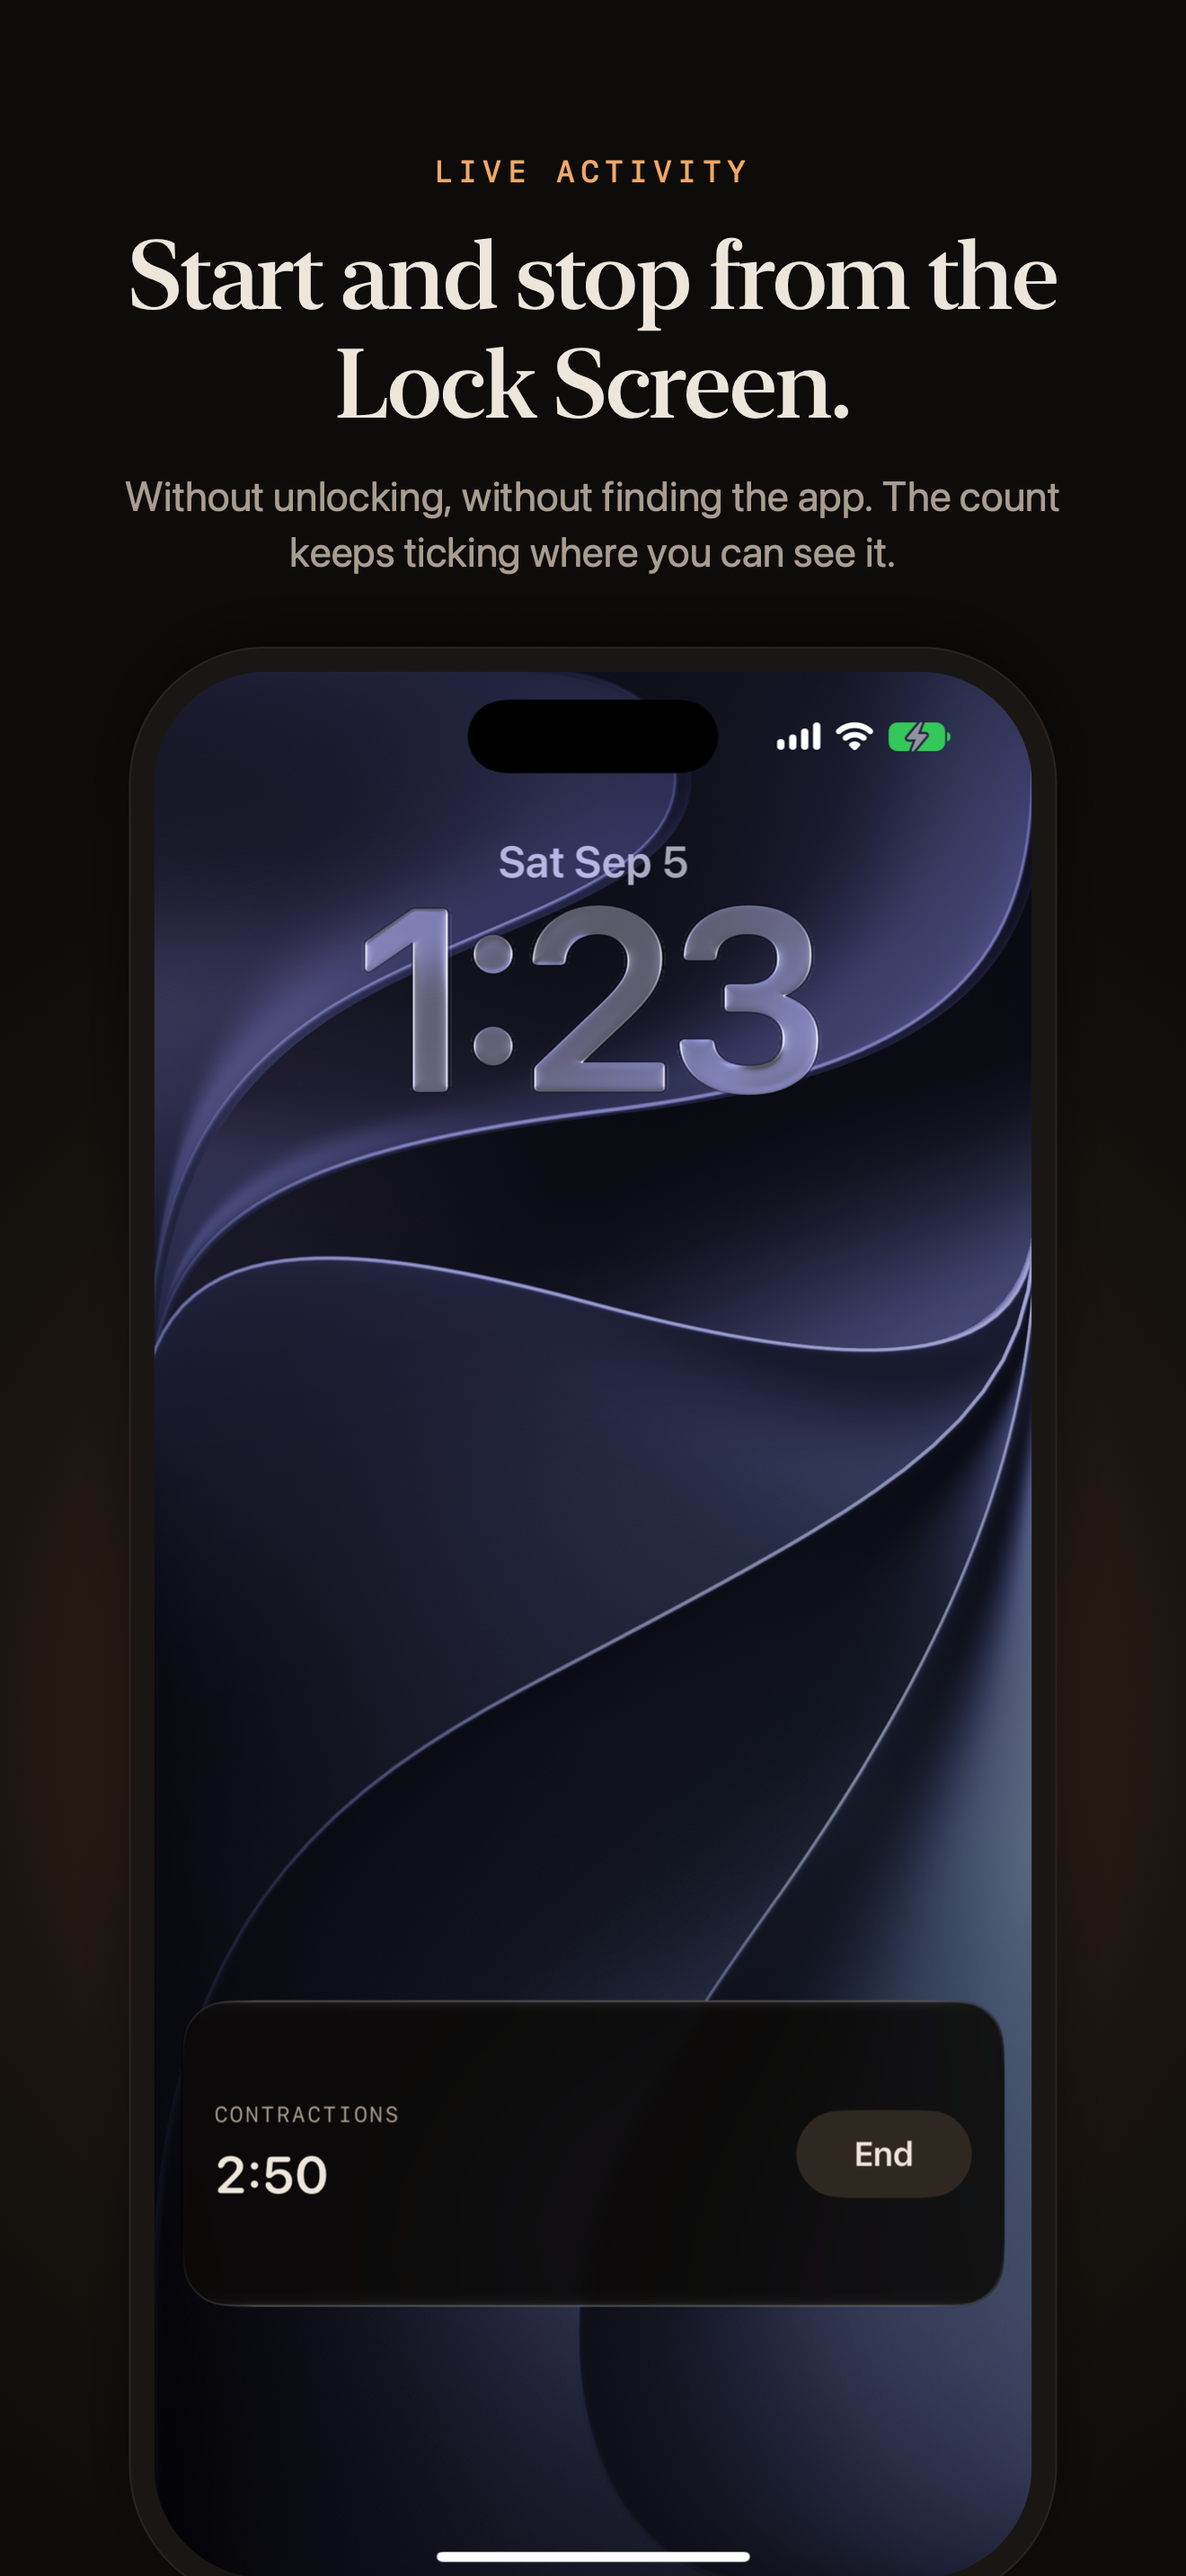 LIVE ACTIVITY
Start and stop from the
Lock Screen.
Without unlocking, without finding the app. The count
keeps ticking where you can see it.
Sat Sep 5
1:23
CONTRACTIONS
2:50
End